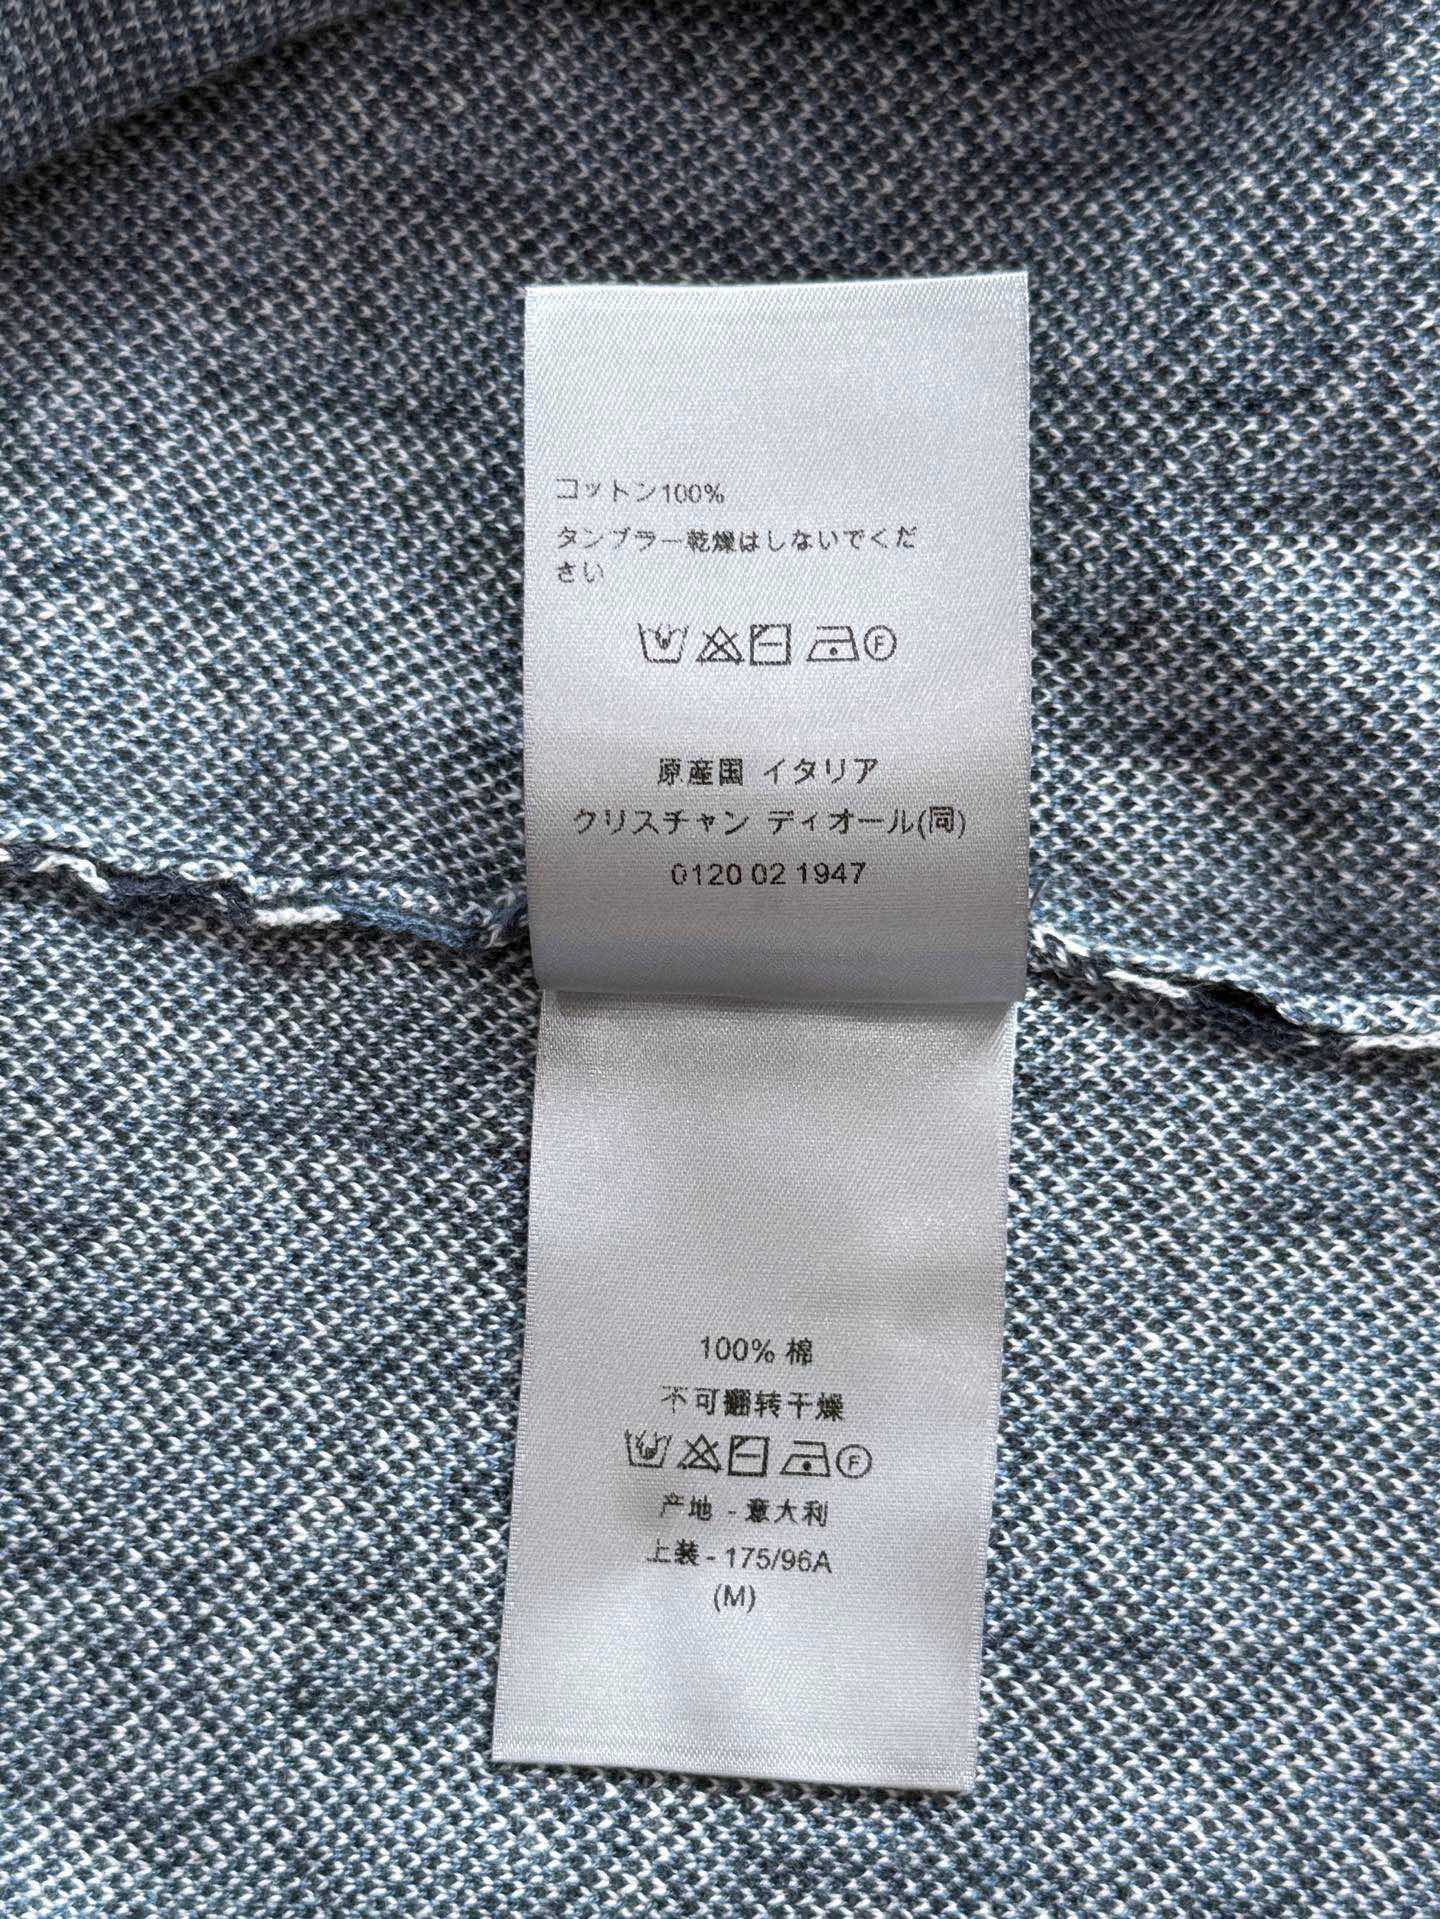 コットン100%
タンブラー乾燥はしないでくだ
さい
F
原産国 イタリア
クリスチャン ディオール(同)
0120 02 1947
100% 棉
不可翻转干燥
F
产地 - 意大利
上装 - 175/96A
(M)